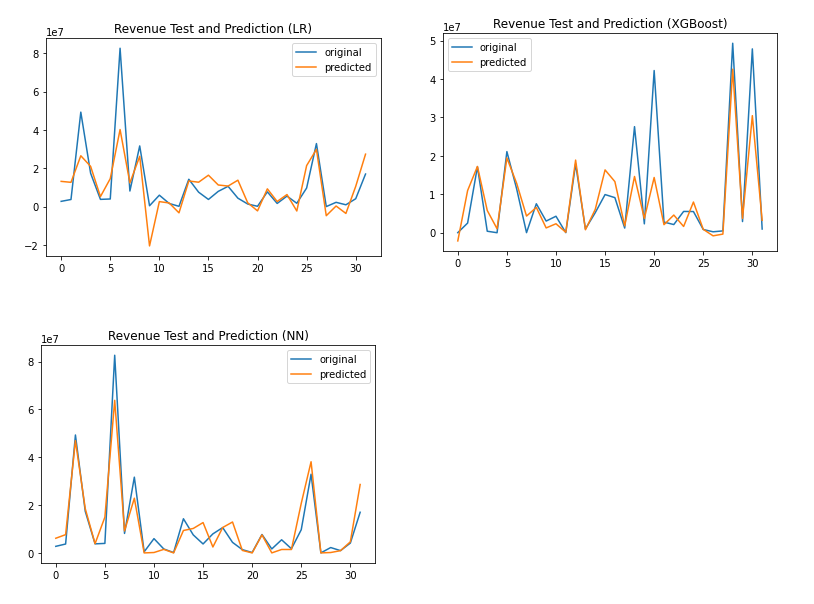 Revenue Test and Prediction (LR)
1e7
original
predicted
8
6
4
2
0
−2
0 5 10 15 20 25 30
Revenue Test and Prediction (XGBoost)
1e7
original
predicted
5
4
3
2
1
0
0 5 10 15 20 25 30
Revenue Test and Prediction (NN)
1e7
original
predicted
8
6
4
2
0
0 5 10 15 20 25 30